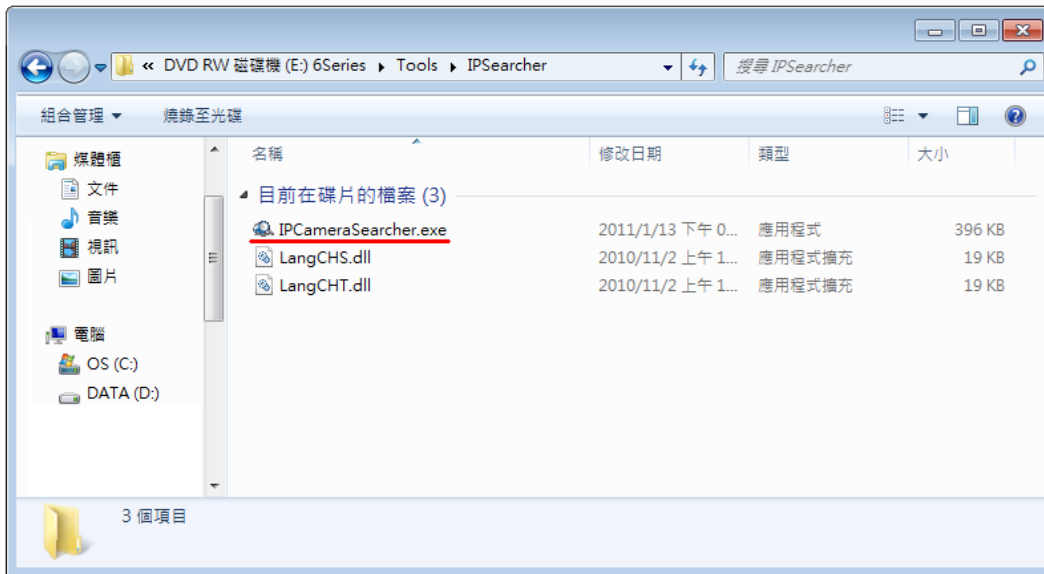 « DVD RW 磁碟機 (E:) 6Series ▸ Tools ▸ IPSearcher
搜尋 IPSearcher
組合管理 ▼ 燒錄至光碟
名稱 修改日期 類型 大小
目前在碟片的檔案 (3)
IPCameraSearcher.exe 2011/1/13 下午 0... 應用程式 396 KB
LangCHS.dll 2010/11/2 上午 1... 應用程式擴充 19 KB
LangCHT.dll 2010/11/2 上午 1... 應用程式擴充 19 KB
媒體櫃
文件
音樂
視訊
圖片
電腦
OS (C:)
DATA (D:)
3 個項目